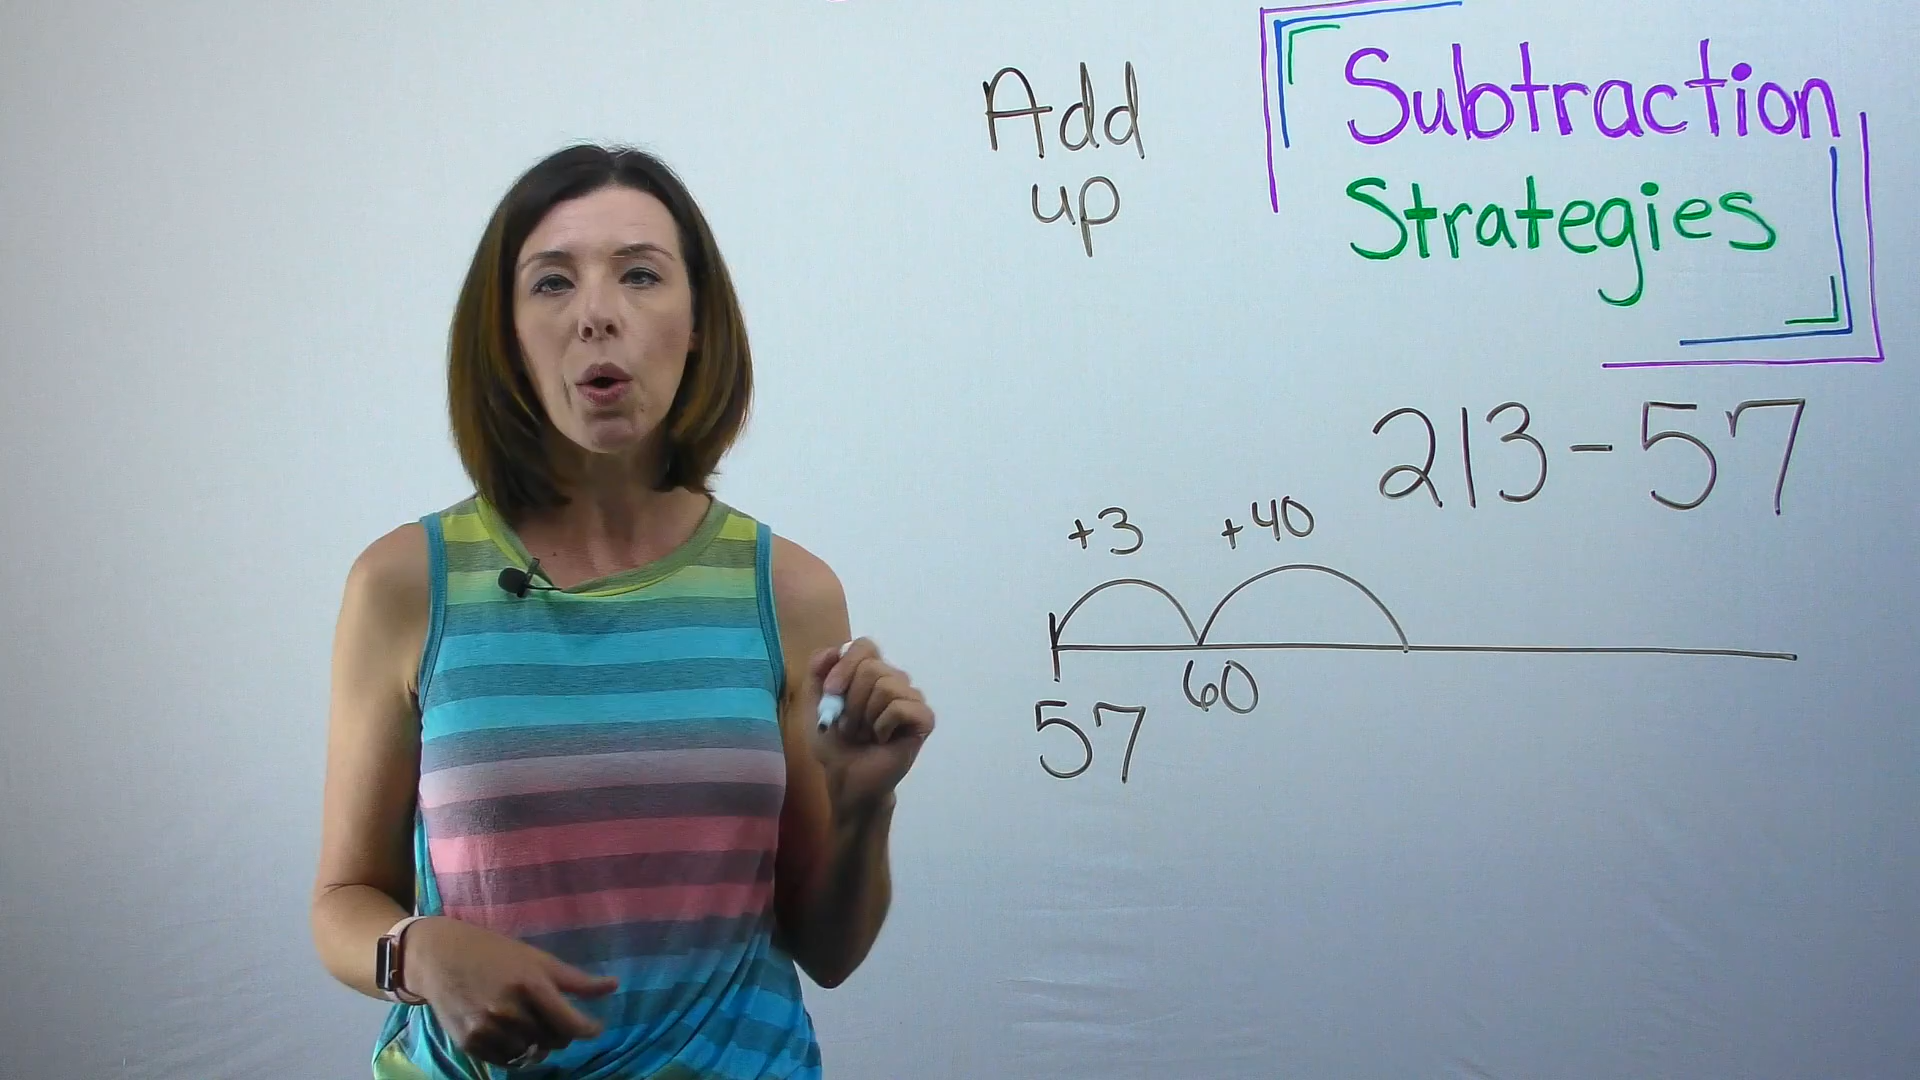 Add
up
Subtraction
Strategies
213-57
+3
+40
60
57